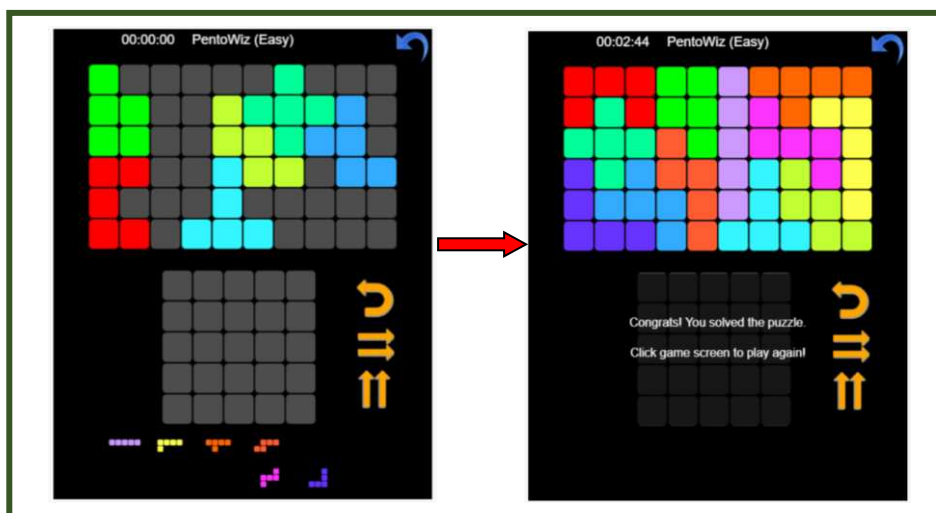 00:00:00 PentoWiz (Easy)
00:02:44 PentoWiz (Easy)
Congrats! You solved the puzzle.
Click game screen to play again!